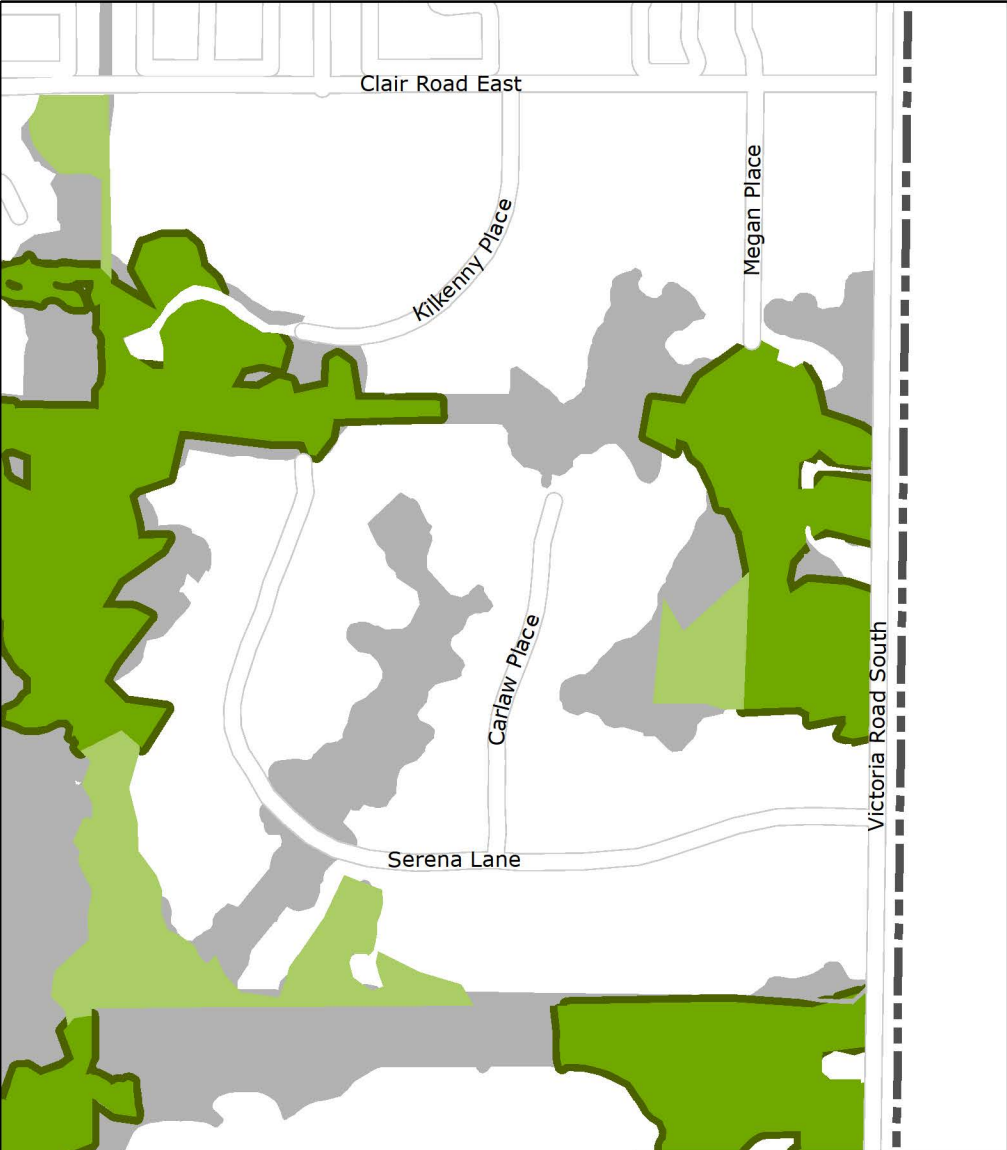 Clair Road East
Megan Place
Kilkenny Place
Carlaw Place
Victoria Road South
Serena Lane